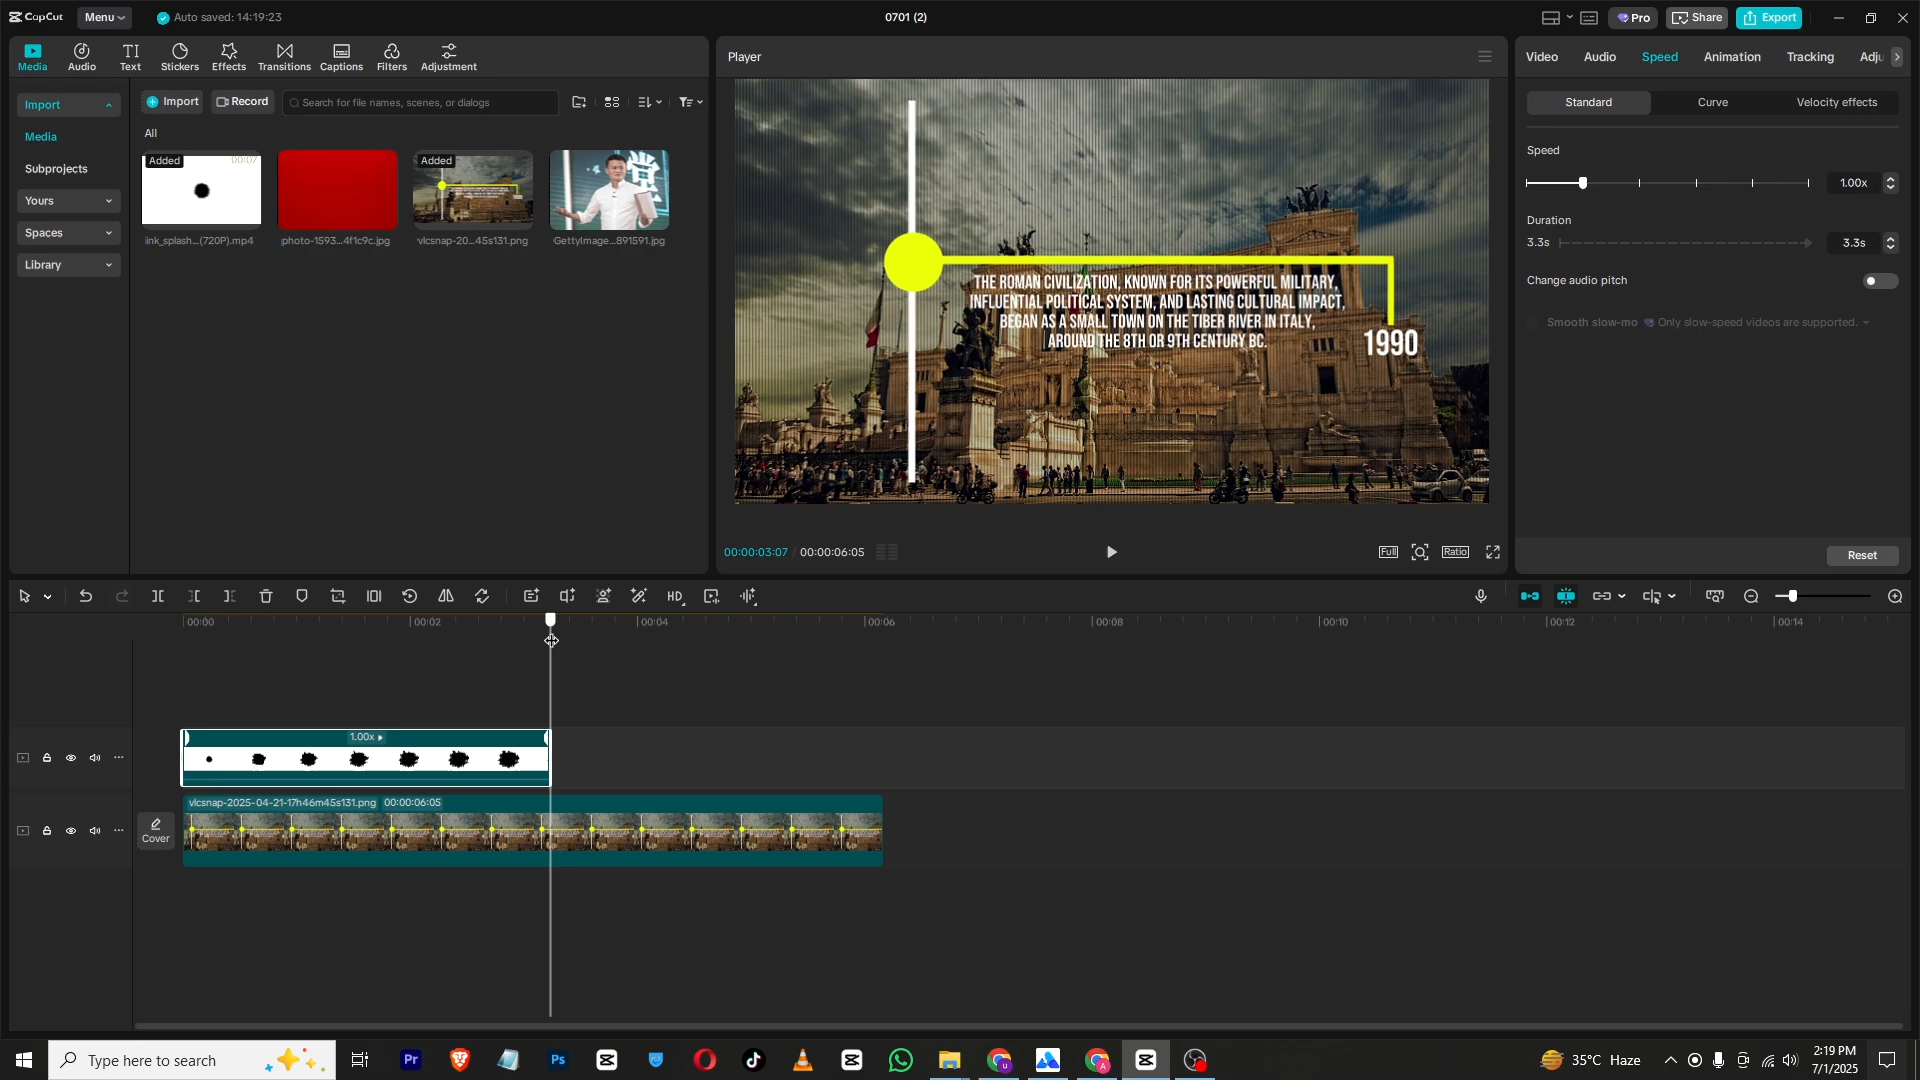 CapCut
Menu
Auto saved: 14:19:23
0701 (2)
Pro
Share
Export
Media
Audio
Text
Stickers
Effects
Transitions
Captions
Filters
Adjustment
Import
Media
Subprojects
Yours
Spaces
Library
Import
Record
Search for file names, scenes, or dialogs
All
Added
00:07
ink_splash...(720P).mp4
photo-1593...4f1c9c.jpg
Added
vlcsnap-20...45s131.png
GettyImage...891591.jpg
Player
THE ROMAN CIVILIZATION, KNOWN FOR ITS POWERFUL MILITARY,
INFLUENTIAL POLITICAL SYSTEM, AND LASTING CULTURAL IMPACT,
BEGAN AS A SMALL TOWN ON THE TIBER RIVER IN ITALY,
AROUND THE 8TH OR 9TH CENTURY BC.
1990
00:00:03:07 / 00:00:06:05
Full
Ratio
Video
Audio
Speed
Animation
Tracking
Adju
Standard
Curve
Velocity effects
Speed
1.00x
Duration
3.3s
3.3s
Change audio pitch
Smooth slow-mo
Only slow-speed videos are supported.
Reset
HD
00:00
00:02
00:04
00:06
00:08
00:10
00:12
00:14
1.00x
Cover
vlcsnap-2025-04-21-17h46m45s131.png 00:00:06:05
Type here to search
Pr
Ps
35°C Haze
2:19 PM
7/1/2025